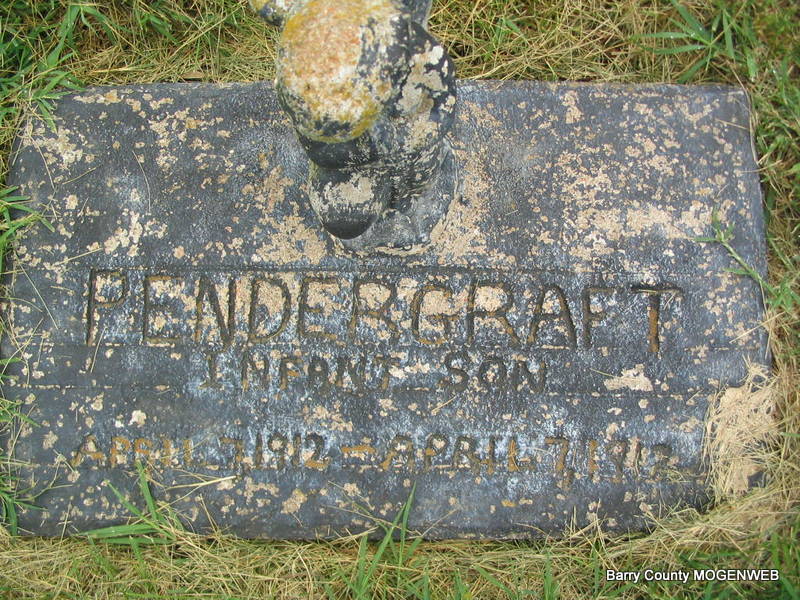 PENDERGRAFT
INFANT SON
APRIL 7, 1912 - APRIL 7, 1912
Barry County MOGENWEB